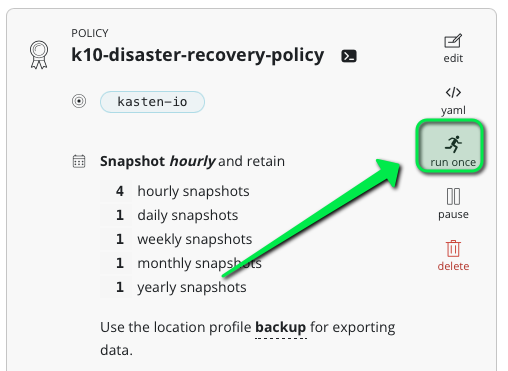 POLICY
k10-disaster-recovery-policy
edit
kasten-io
yaml
Snapshot hourly and retain
run once
4 hourly snapshots
1 daily snapshots
pause
1 weekly snapshots
1 monthly snapshots
delete
1 yearly snapshots
Use the location profile backup for exporting
data.